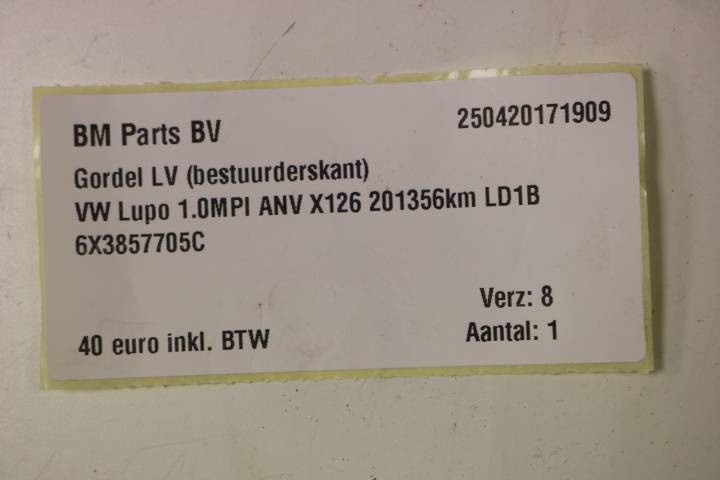 BM Parts BV 250420171909
Gordel LV (bestuurderskant)
VW Lupo 1.0MPI ANV X126 201356km LD1B
6X3857705C
Verz: 8
40 euro inkl. BTW Aantal: 1